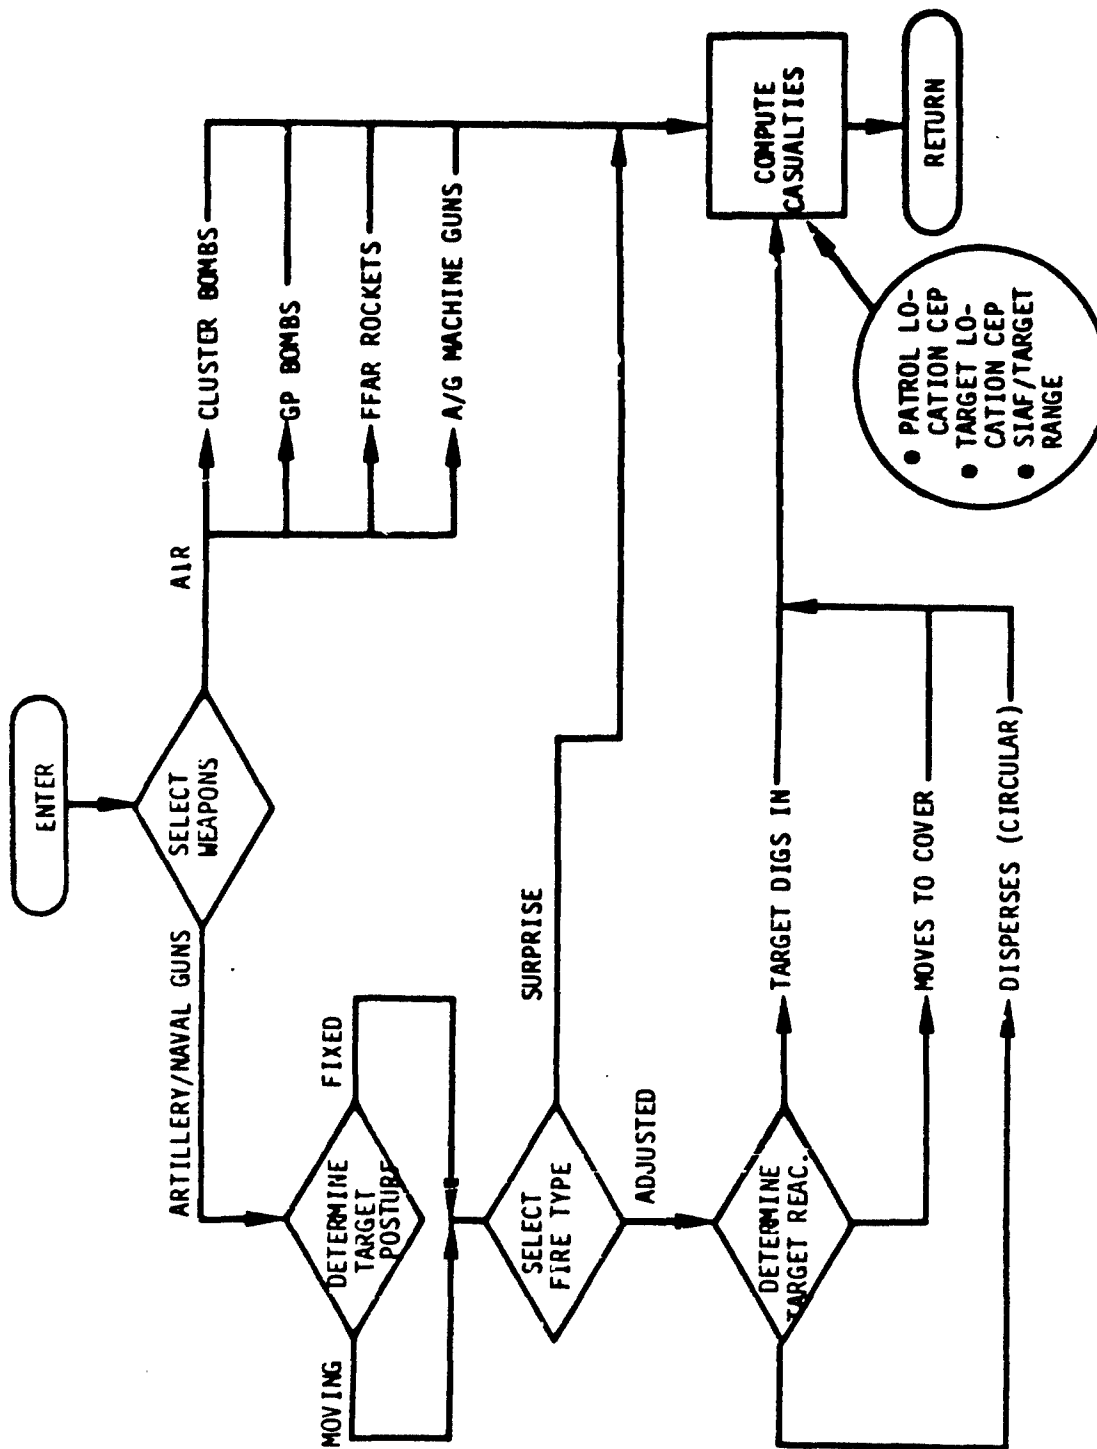 ENTER
SELECT
WEAPONS
ARTILLERY/NAVAL GUNS
AIR
CLUSTER BOMBS
GP BOMBS
FFAR ROCKETS
A/G MACHINE GUNS
DETERMINE
TARGET
POSTURE
MOVING
FIXED
SELECT
FIRE TYPE
SURPRISE
ADJUSTED
DETERMINE
TARGET REAC.
TARGET DIGS IN
MOVES TO COVER
DISPERSES (CIRCULAR)
COMPUTE
CASUALTIES
● PATROL LO-
CATION CEP
● TARGET LO-
CATION CEP
● SIAF/TARGET
RANGE
RETURN